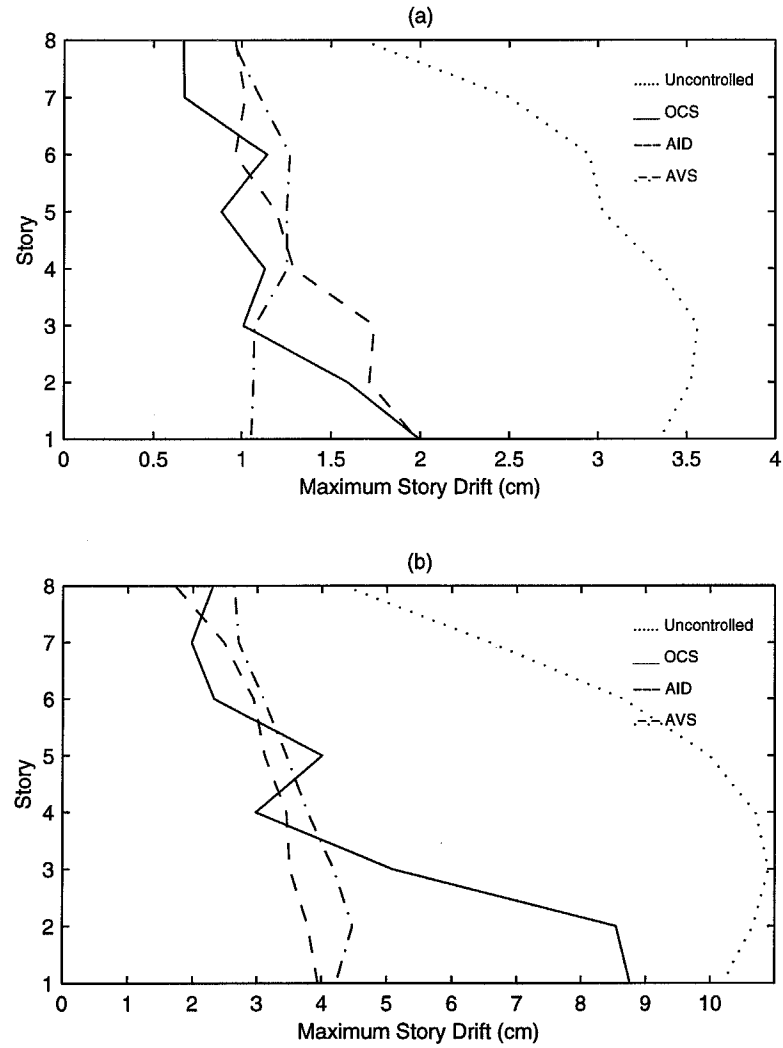 (a)
8
7
6
5
4
3
2
1
Story
0 0.5 1 1.5 2 2.5 3 3.5 4
Maximum Story Drift (cm)
Uncontrolled
OCS
AID
AVS
(b)
8
7
6
5
4
3
2
1
Story
0 1 2 3 4 5 6 7 8 9 10
Maximum Story Drift (cm)
Uncontrolled
OCS
AID
AVS